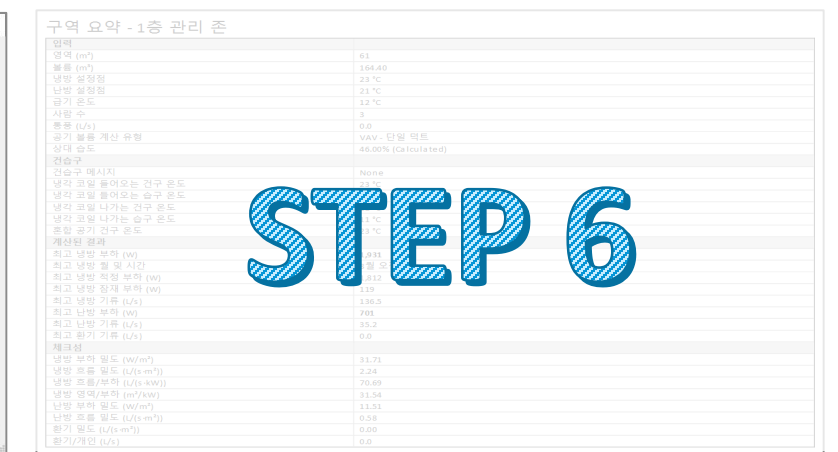 구역 요약 - 1층 관리 존
입력
영역 (m²) 61
볼륨 (m³) 164.40
냉방 설정점 23 °C
난방 설정점 21 °C
급기 온도 12 °C
사람 수 3
통풍 (L/s) 0.0
공기 볼륨 계산 유형 VAV - 단일 덕트
상대 습도 46.00% (Calculated)
건습구
건습구 메시지 None
냉각 코일 들어오는 건구 온도 23 °C
냉각 코일 들어오는 습구 온도
냉각 코일 나가는 건구 온도
냉각 코일 나가는 습구 온도
혼합 공기 건구 온도
계산된 결과
최고 냉방 부하 (W)
최고 냉방 월 및 시간
최고 냉방 적정 부하 (W)
최고 냉방 잠재 부하 (W) 119
최고 냉방 기류 (L/s) 136.5
최고 난방 부하 (W) 701
최고 난방 기류 (L/s) 35.2
최고 환기 기류 (L/s) 0.0
체크섬
냉방 부하 밀도 (W/m²) 31.71
냉방 흐름 밀도 (L/(s·m²)) 2.24
냉방 흐름/부하 (L/(s·kW)) 70.69
냉방 영역/부하 (m²/kW) 31.54
난방 부하 밀도 (W/m²) 11.51
난방 흐름 밀도 (L/(s·m²)) 0.58
환기 밀도 (L/(s·m²)) 0.00
환기/개인 (L/s) 0.0
STEP 6